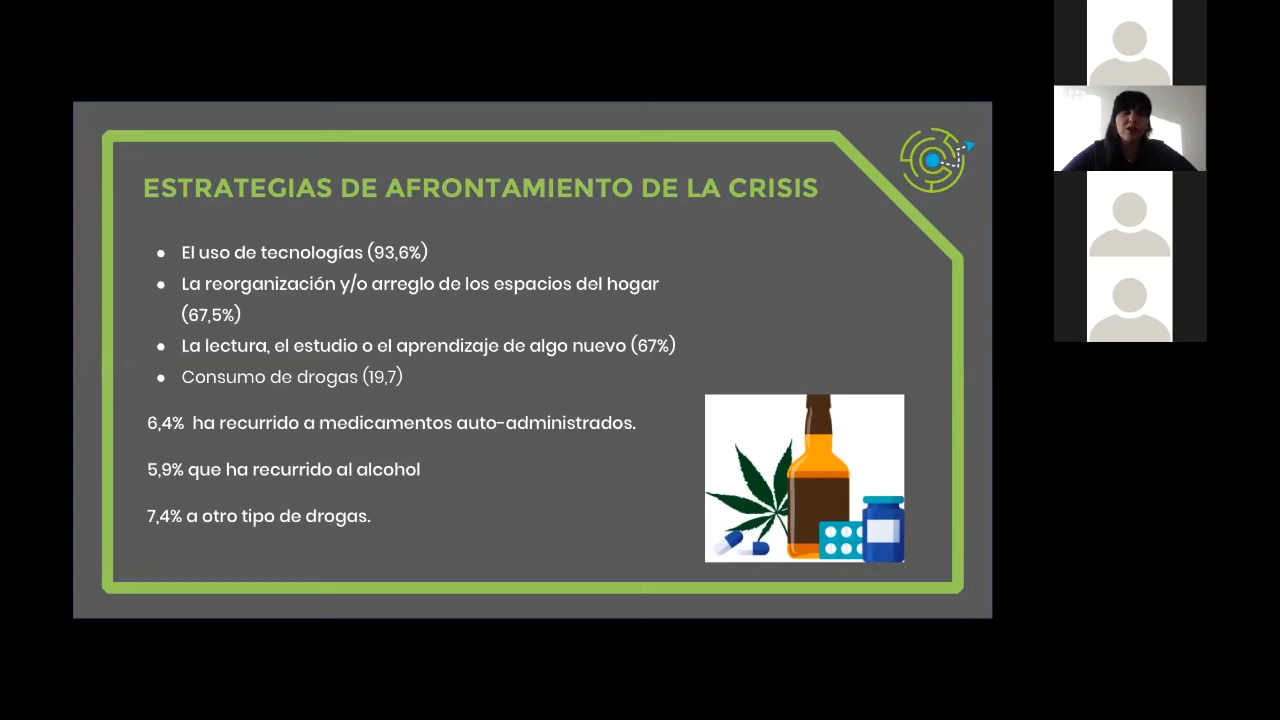 ESTRATEGIAS DE AFRONTAMIENTO DE LA CRISIS
● El uso de tecnologías (93,6%)
● La reorganización y/o arreglo de los espacios del hogar
(67,5%)
● La lectura, el estudio o el aprendizaje de algo nuevo (67%)
● Consumo de drogas (19,7)
6,4% ha recurrido a medicamentos auto-administrados.
5,9% que ha recurrido al alcohol
7,4% a otro tipo de drogas.